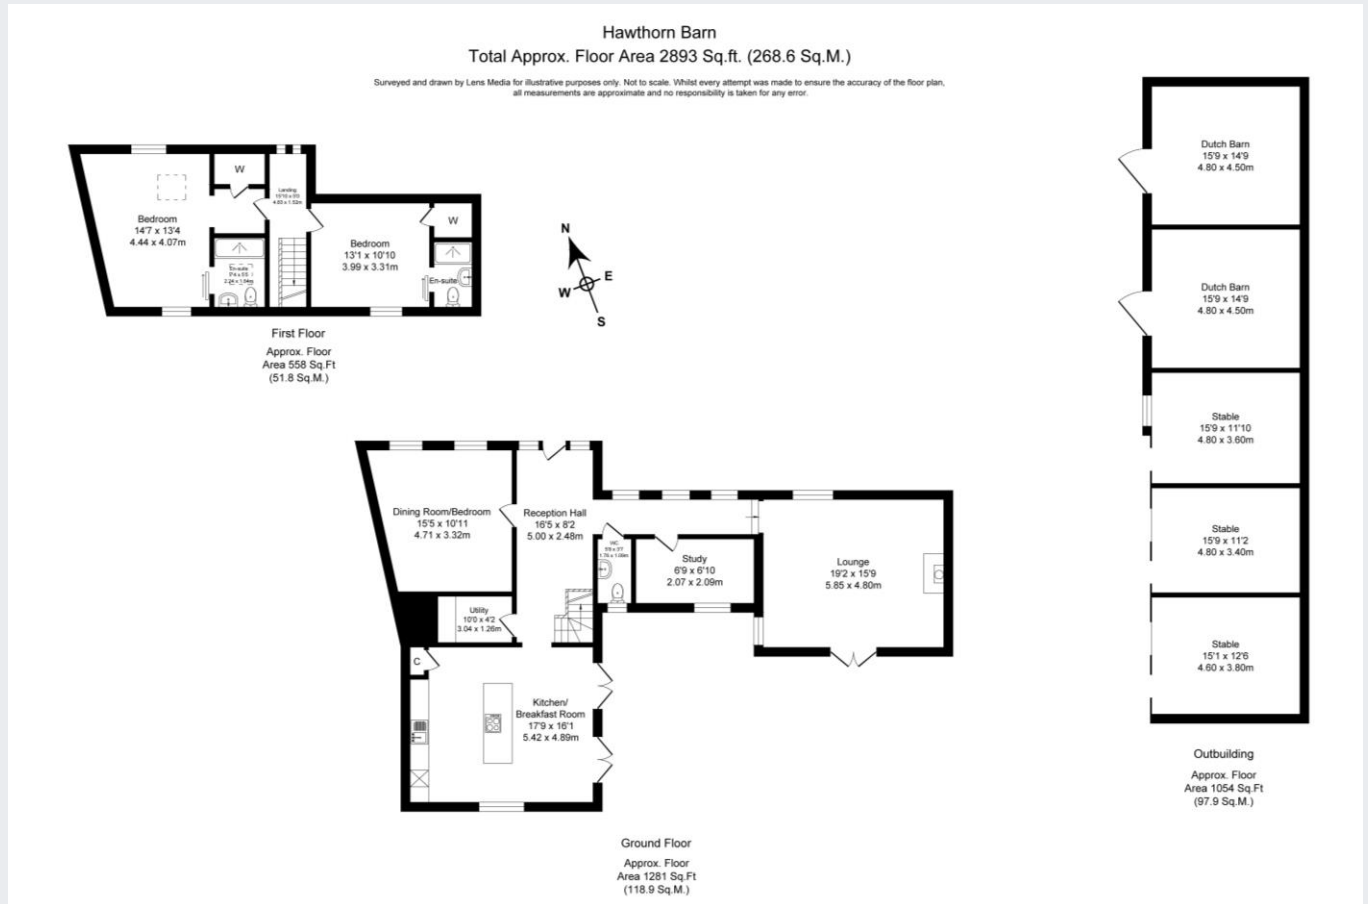 Hawthorn Barn
Total Approx. Floor Area 2893 Sq.ft. (268.6 Sq.M.)
Surveyed and drawn by Lens Media for illustrative purposes only. Not to scale. Whilst every attempt was made to ensure the accuracy of the floor plan,
all measurements are approximate and no responsibility is taken for any error.
W
Landing
Bedroom
14'7 x 13'4
4.44 x 4.07m
En-suite
W
Bedroom
13'1 x 10'10
3.99 x 3.31m
En-suite
First Floor
Approx. Floor
Area 558 Sq.Ft
(51.8 Sq.M.)
N
E
W
S
Dining Room/Bedroom
15'5 x 10'11
4.71 x 3.32m
Reception Hall
16'5 x 8'2
5.00 x 2.48m
WC
Study
6'9 x 6'10
2.07 x 2.09m
Lounge
19'2 x 15'9
5.85 x 4.80m
Utility
10'0 x 4'2
3.04 x 1.26m
C
Kitchen/
Breakfast Room
17'9 x 16'1
5.42 x 4.89m
Ground Floor
Approx. Floor
Area 1281 Sq.Ft
(118.9 Sq.M.)
Dutch Barn
15'9 x 14'9
4.80 x 4.50m
Dutch Barn
15'9 x 14'9
4.80 x 4.50m
Stable
15'9 x 11'10
4.80 x 3.60m
Stable
15'9 x 11'2
4.80 x 3.40m
Stable
15'1 x 12'6
4.60 x 3.80m
Outbuilding
Approx. Floor
Area 1054 Sq.Ft
(97.9 Sq.M.)